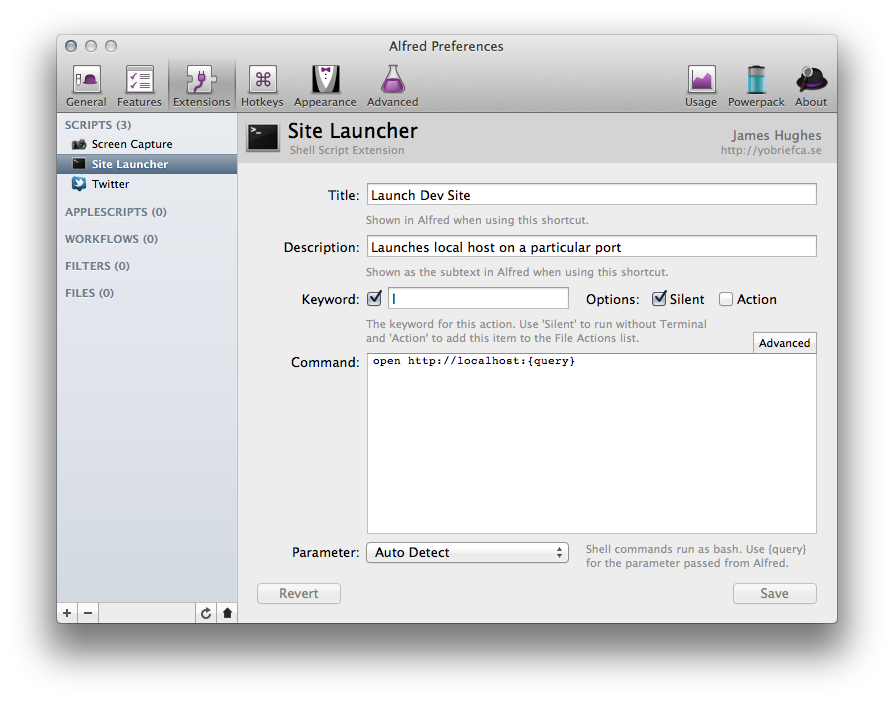 Alfred Preferences
General Features Extensions Hotkeys Appearance Advanced Usage Powerpack About
SCRIPTS (3)
Screen Capture
Site Launcher
Twitter
APPLESCRIPTS (0)
WORKFLOWS (0)
FILTERS (0)
FILES (0)
Site Launcher
Shell Script Extension
James Hughes
http://yobriefca.se
Title: Launch Dev Site
Shown in Alfred when using this shortcut.
Description: Launches local host on a particular port
Shown as the subtext in Alfred when using this shortcut.
Keyword: l Options: Silent Action
The keyword for this action. Use 'Silent' to run without Terminal
and 'Action' to add this item to the File Actions list.
Advanced
Command: open http://localhost:{query}
Parameter: Auto Detect
Shell commands run as bash. Use {query}
for the parameter passed from Alfred.
Revert Save